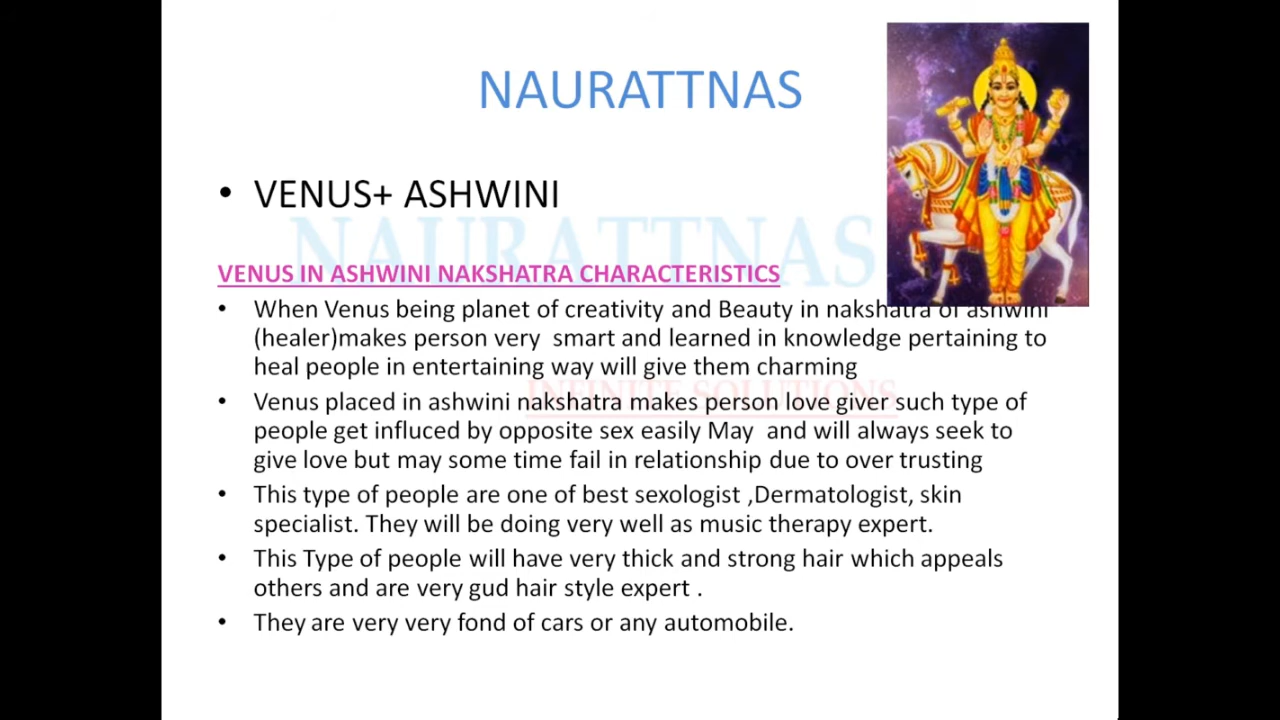 NAURATTNAS
• VENUS+ ASHWINI
NAURATTNAS
VENUS IN ASHWINI NAKSHATRA CHARACTERISTICS
• When Venus being planet of creativity and Beauty in nakshatra of ashwini
(healer)makes person very  smart and learned in knowledge pertaining to
heal people in entertaining way will give them charming
INFINITE SOLUTIONS
• Venus placed in ashwini nakshatra makes person love giver such type of
people get influced by opposite sex easily May  and will always seek to
give love but may some time fail in relationship due to over trusting
• This type of people are one of best sexologist ,Dermatologist, skin
specialist. They will be doing very well as music therapy expert.
• This Type of people will have very thick and strong hair which appeals
others and are very gud hair style expert .
• They are very very fond of cars or any automobile.